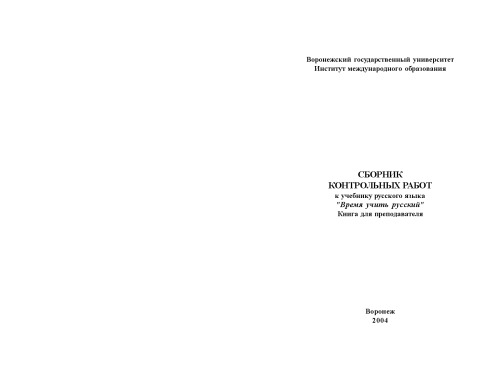 Воронежский государственный университет
Институт международного образования
СБОРНИК
КОНТРОЛЬНЫХ РАБОТ
к учебнику русского языка
"Время учить русский"
Книга для преподавателя
Воронеж
2004